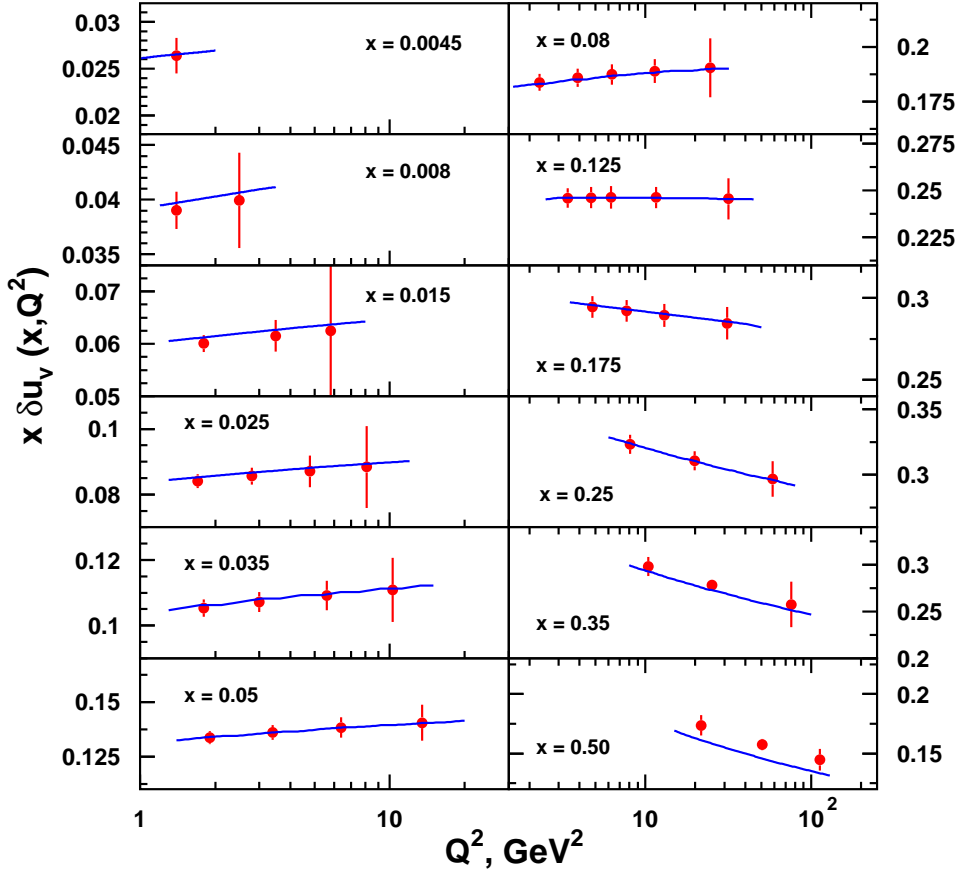 x δu_v (x,Q^2)
x = 0.0045
0.03
0.02
x = 0.008
0.05
0.04
0.035
x = 0.015
0.07
0.06
0.05
x = 0.025
0.1
0.08
x = 0.035
0.12
0.1
x = 0.05
0.15
0.125
x = 0.08
0.2
0.175
x = 0.125
0.275
0.25
0.225
x = 0.175
0.3
0.25
x = 0.25
0.35
0.3
x = 0.35
0.3
0.25
0.2
x = 0.50
0.2
0.15
1 10 10 10^2
Q^2, GeV^2